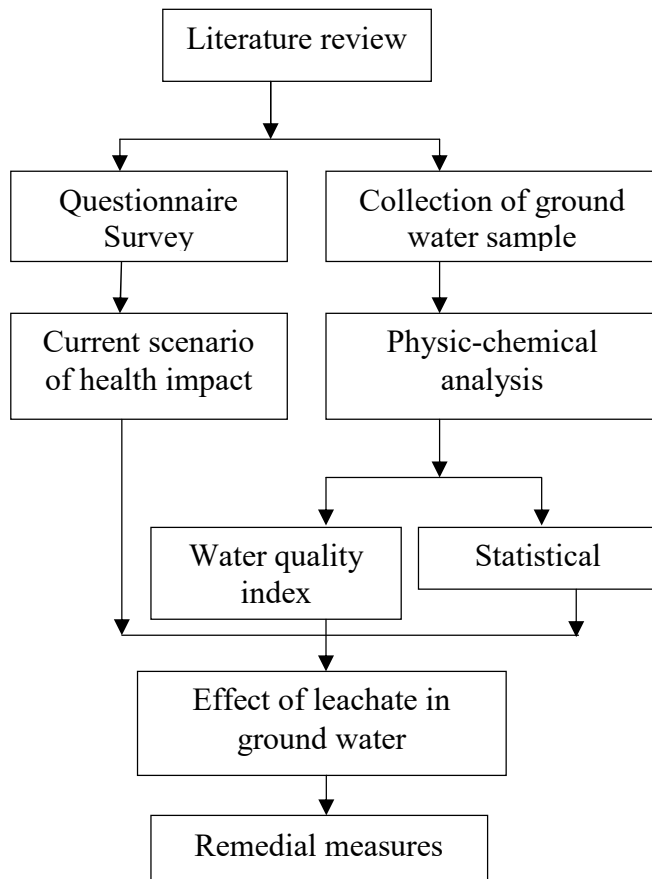 Literature review
Questionnaire
Survey
Collection of ground
water sample
Current scenario
of health impact
Physic-chemical
analysis
Water quality
index
Statistical
Effect of leachate in
ground water
Remedial measures